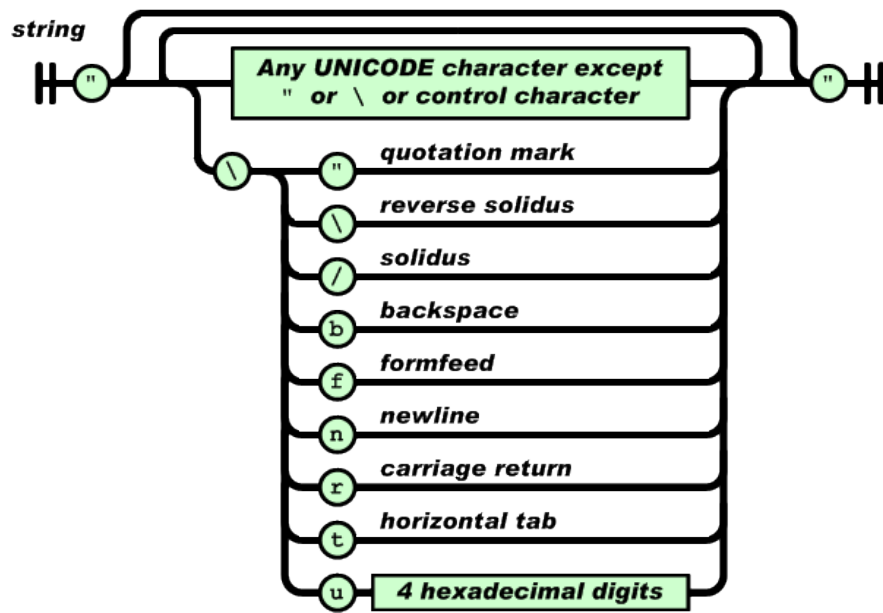 string
" Any UNICODE character except "
" or \ or control character
\ " quotation mark
\ reverse solidus
/ solidus
b backspace
f formfeed
n newline
r carriage return
t horizontal tab
u 4 hexadecimal digits